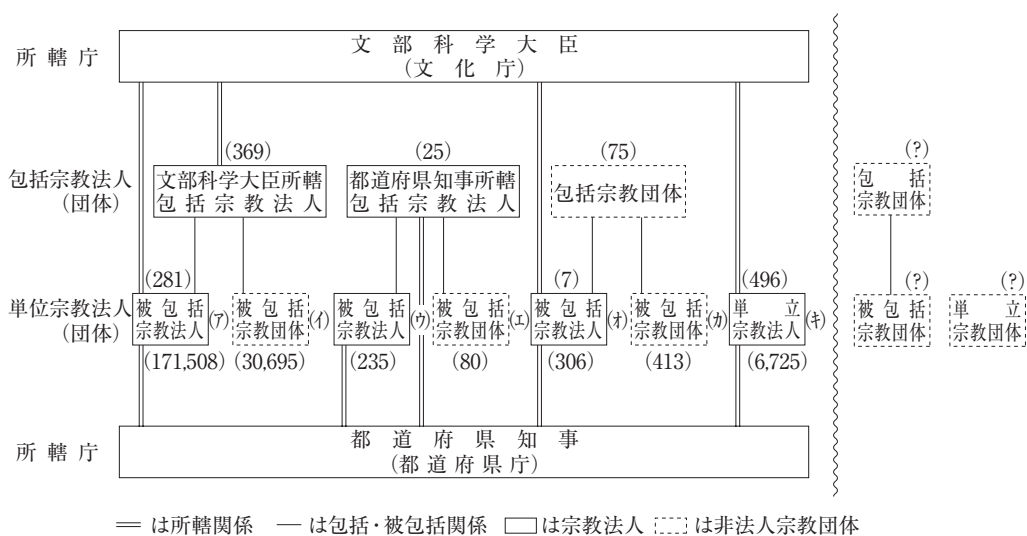 所轄庁
文部科学大臣
(文化庁)
(369)
(25)
(75)
(?)
包括宗教法人
(団体)
文部科学大臣所轄
包括宗教法人
都道府県知事所轄
包括宗教法人
包括宗教団体
包括
宗教団体
(281)
(7)
(496)
(?)
(?)
単位宗教法人
(団体)
被包括
宗教法人
(ア)
被包括
宗教団体
(イ)
被包括
宗教法人
(ウ)
被包括
宗教団体
(エ)
被包括
宗教法人
(オ)
被包括
宗教団体
(カ)
単立
宗教法人
(キ)
被包括
宗教団体
単立
宗教団体
(171,508)
(30,695)
(235)
(80)
(306)
(413)
(6,725)
所轄庁
都道府県知事
(都道府県庁)
は所轄関係 は包括・被包括関係 は宗教法人 は非法人宗教団体